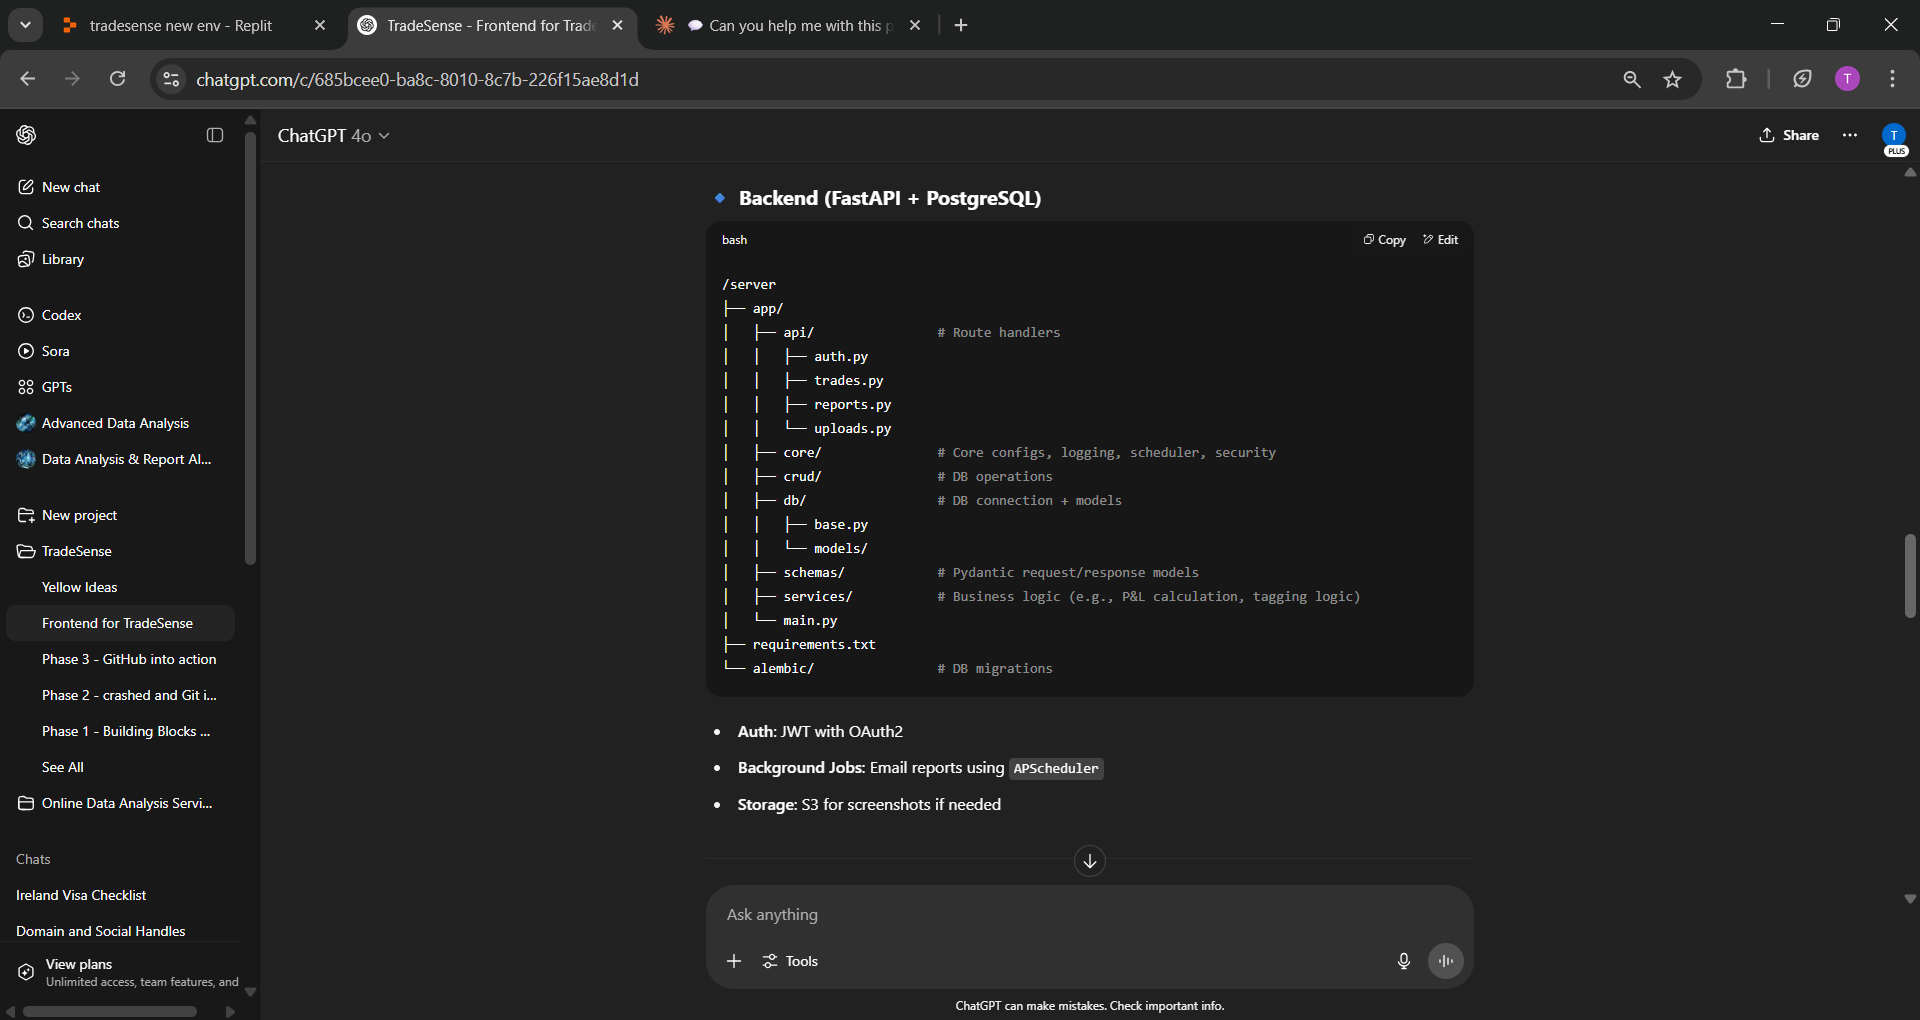 tradesense new env - Replit
TradeSense - Frontend for Trade
Can you help me with this p
chatgpt.com/c/685bcee0-ba8c-8010-8c7b-226f15ae8d1d
T
ChatGPT 4o
Share
T
PLUS
New chat
Search chats
Library
Codex
Sora
GPTs
Advanced Data Analysis
Data Analysis & Report AI...
New project
TradeSense
Yellow Ideas
Frontend for TradeSense
Phase 3 - GitHub into action
Phase 2 - crashed and Git i...
Phase 1 - Building Blocks ...
See All
Online Data Analysis Servi...
Chats
Ireland Visa Checklist
Domain and Social Handles
View plans
Unlimited access, team features, and
Backend (FastAPI + PostgreSQL)
bash
Copy
Edit
/server
├── app/
│   ├── api/                # Route handlers
│   │   ├── auth.py
│   │   ├── trades.py
│   │   ├── reports.py
│   │   └── uploads.py
│   ├── core/               # Core configs, logging, scheduler, security
│   ├── crud/               # DB operations
│   ├── db/                 # DB connection + models
│   │   ├── base.py
│   │   └── models/
│   ├── schemas/            # Pydantic request/response models
│   ├── services/           # Business logic (e.g., P&L calculation, tagging logic)
│   └── main.py
├── requirements.txt
└── alembic/                # DB migrations
• Auth: JWT with OAuth2
• Background Jobs: Email reports using APScheduler
• Storage: S3 for screenshots if needed
Ask anything
Tools
ChatGPT can make mistakes. Check important info.